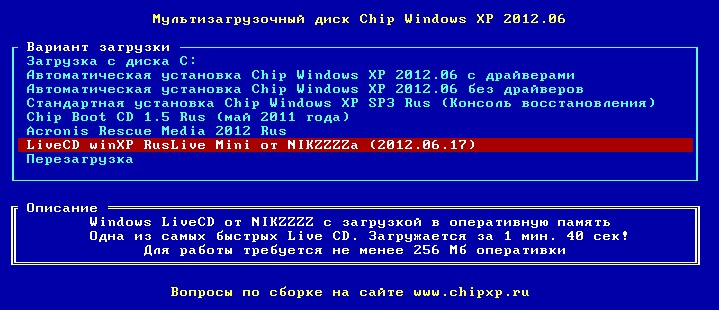 Мультизагрузочный диск Chip Windows XP 2012.06
Вариант загрузки
Загрузка с диска C:
Автоматическая установка Chip Windows XP 2012.06 с драйверами
Автоматическая установка Chip Windows XP 2012.06 без драйверов
Стандартная установка Chip Windows XP SP3 Rus (Консоль восстановления)
Chip Boot CD 1.5 Rus (май 2011 года)
Acronis Rescue Media 2012 Rus
LiveCD winXP RusLive Mini от NIKZZZZa (2012.06.17)
Перезагрузка
Описание
Windows LiveCD от NIKZZZZ с загрузкой в оперативную память
Одна из самых быстрых Live CD. Загружается за 1 мин. 40 сек!
Для работы требуется не менее 256 Мб оперативки
Вопросы по сборке на сайте www.chipxp.ru